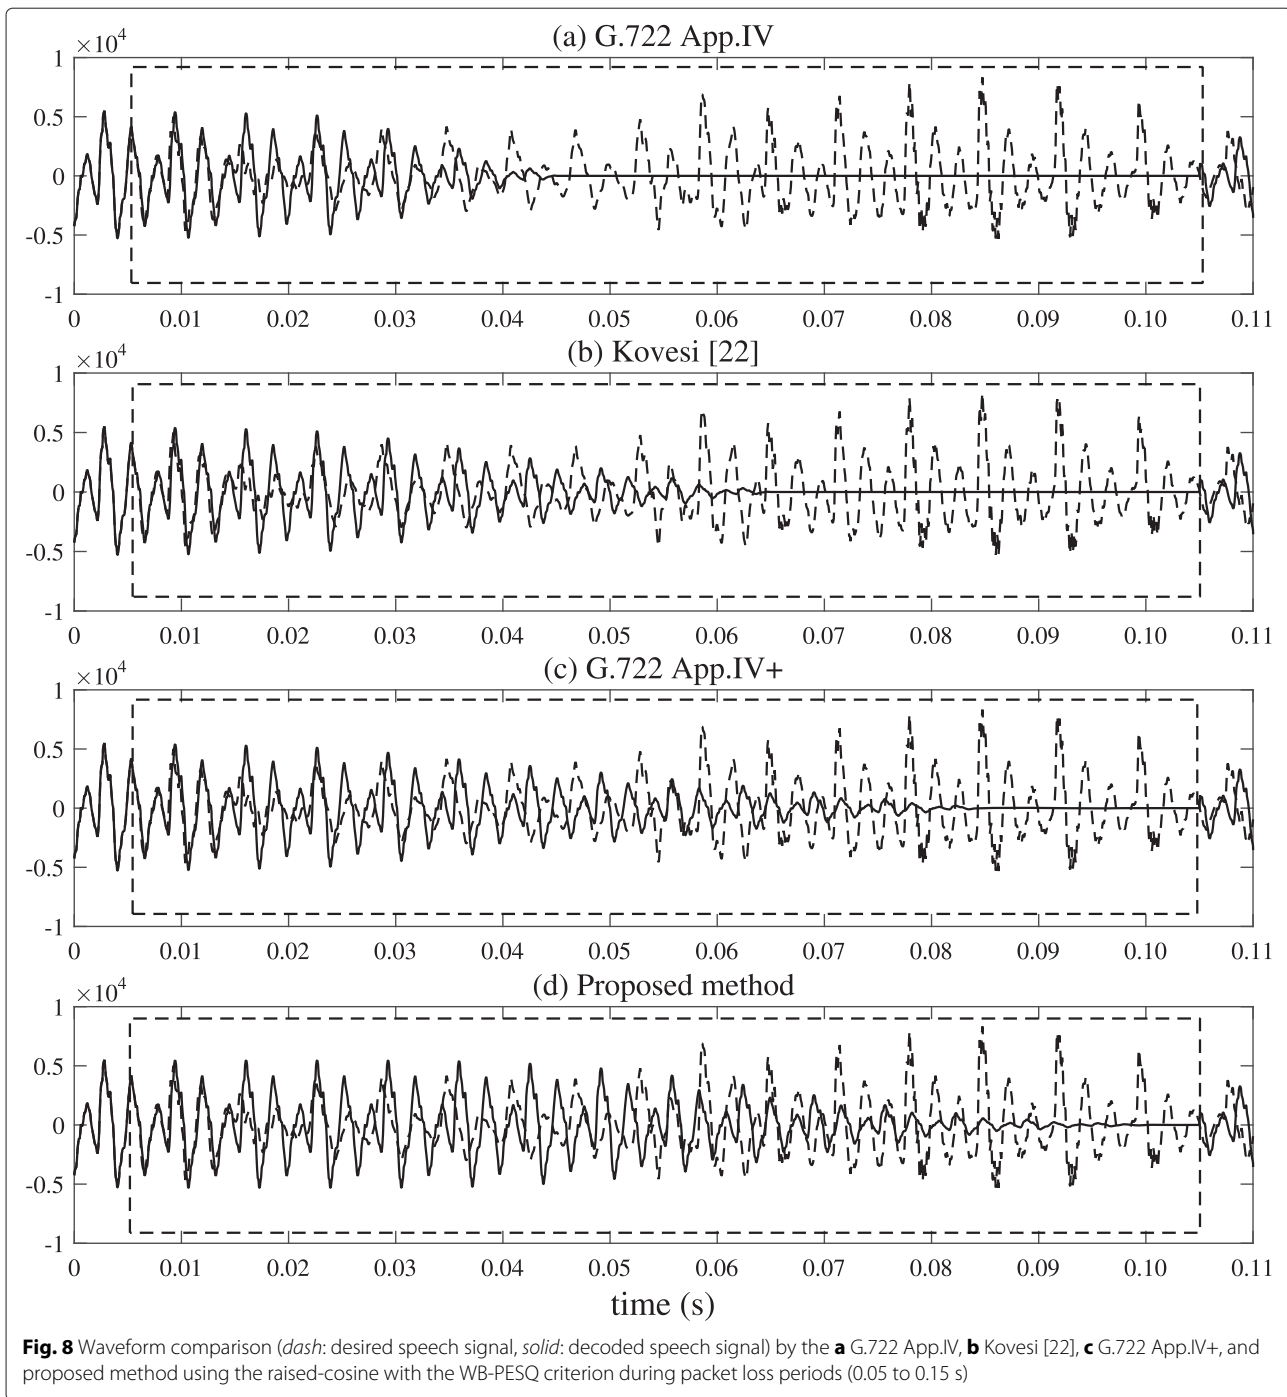 (a) G.722 App.IV
×10⁴
1
0.5
0
-0.5
-1
0 0.01 0.02 0.03 0.04 0.05 0.06 0.07 0.08 0.09 0.10 0.11
(b) Kovesi [22]
×10⁴
1
0.5
0
-0.5
-1
0 0.01 0.02 0.03 0.04 0.05 0.06 0.07 0.08 0.09 0.10 0.11
(c) G.722 App.IV+
×10⁴
1
0.5
0
-0.5
-1
0 0.01 0.02 0.03 0.04 0.05 0.06 0.07 0.08 0.09 0.10 0.11
(d) Proposed method
×10⁴
1
0.5
0
-0.5
-1
0 0.01 0.02 0.03 0.04 0.05 0.06 0.07 0.08 0.09 0.10 0.11
time (s)
Fig. 8 Waveform comparison (dash: desired speech signal, solid: decoded speech signal) by the a G.722 App.IV, b Kovesi [22], c G.722 App.IV+, and
proposed method using the raised-cosine with the WB-PESQ criterion during packet loss periods (0.05 to 0.15 s)